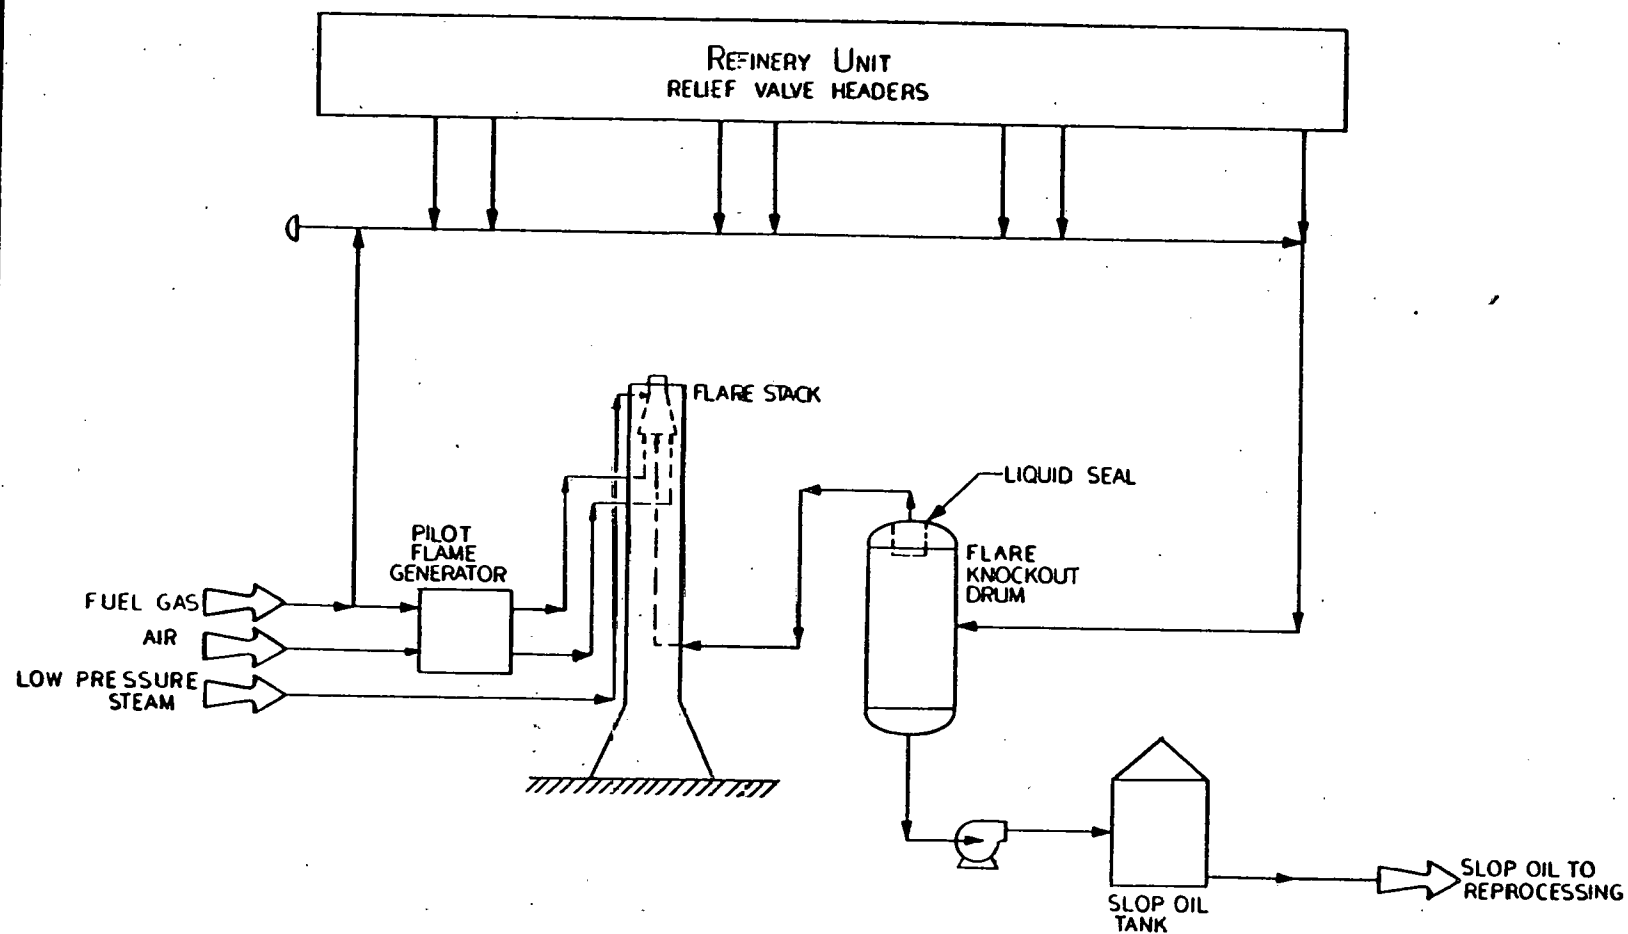 REFINERY UNIT
RELIEF VALVE HEADERS
FLARE STACK
LIQUID SEAL
PILOT
FLAME
GENERATOR
FLARE
KNOCKOUT
DRUM
FUEL GAS
AIR
LOW PRESSURE
STEAM
SLOP OIL TO
REPROCESSING
SLOP OIL
TANK